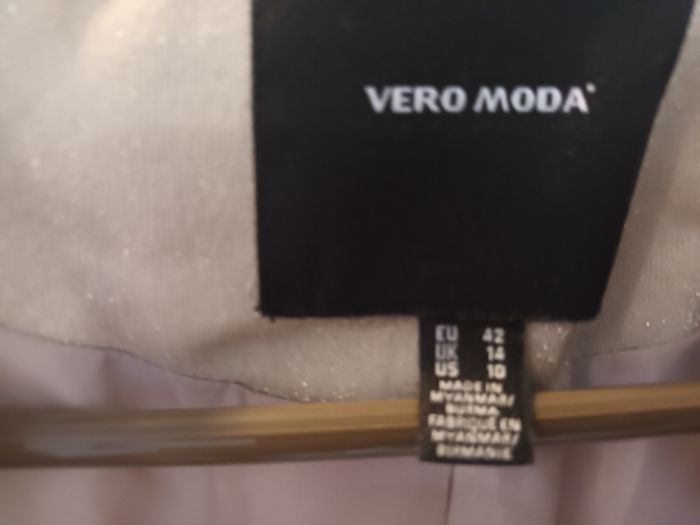 VERO MODA
EU 42
UK 14
US 10
MADE IN
MYANMAR/
BURMA
FABRIQUÉ EN
MYANMAR/
BIRMANIE